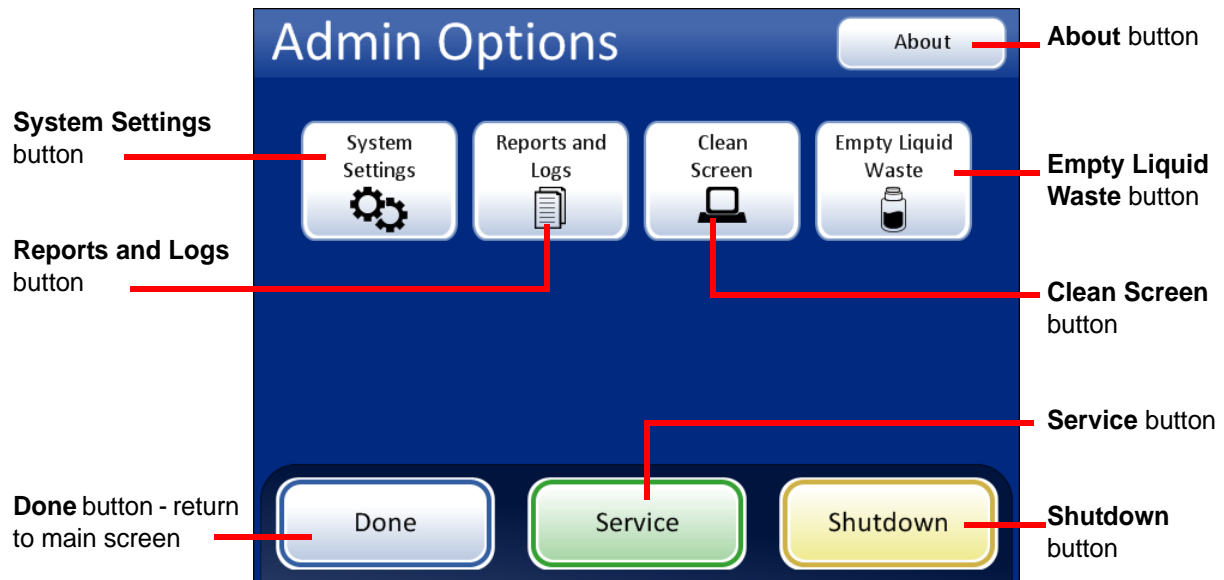 Admin Options
About
About button
System Settings
button
System
Settings
Reports and
Logs
Clean
Screen
Empty Liquid
Waste
Empty Liquid
Waste button
Reports and Logs
button
Clean Screen
button
Service button
Done button - return
to main screen
Done
Service
Shutdown
Shutdown
button